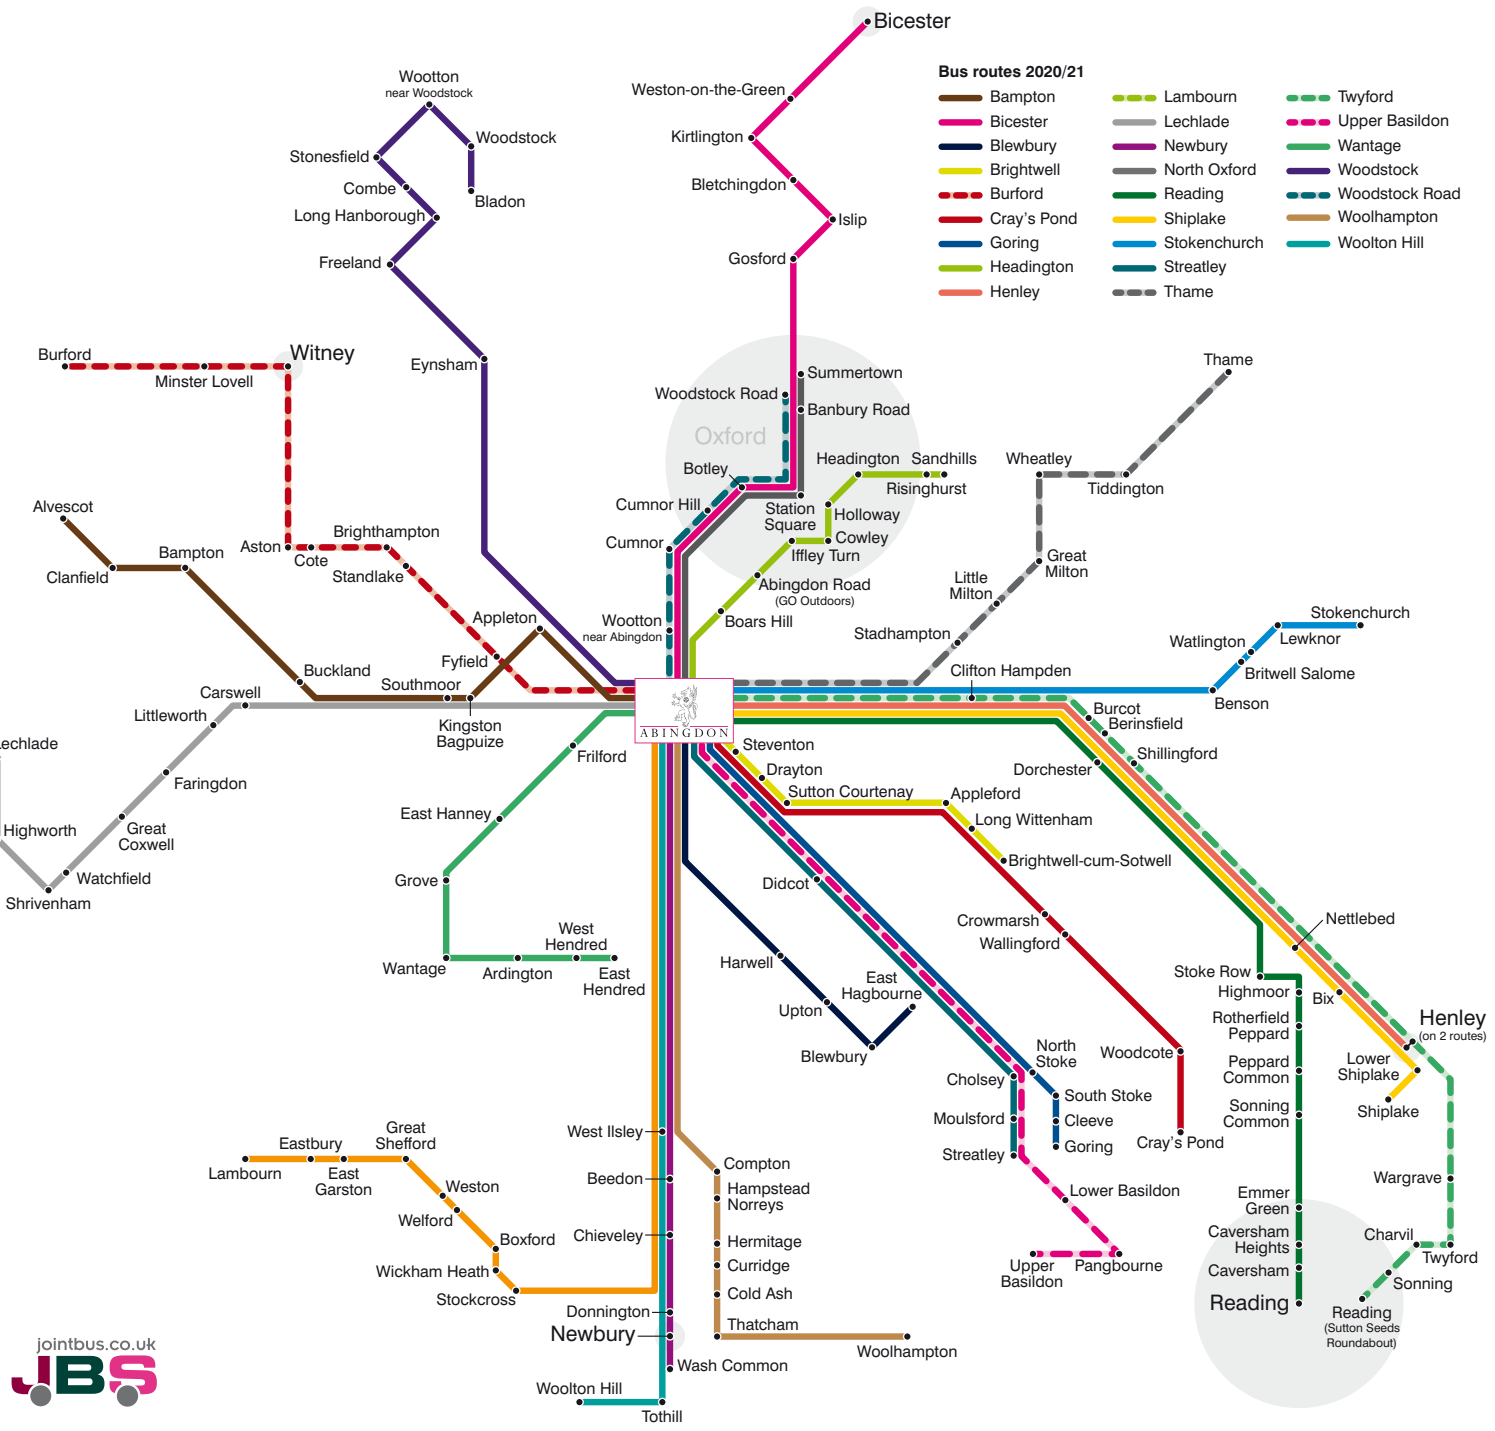 Bicester
Bus routes 2020/21
Bampton
Bicester
Blewbury
Brightwell
Burford
Cray's Pond
Goring
Headington
Henley
Lambourn
Lechlade
Newbury
North Oxford
Reading
Shiplake
Stokenchurch
Streatley
Thame
Twyford
Upper Basildon
Wantage
Woodstock
Woodstock Road
Woolhampton
Woolton Hill
Wootton
near Woodstock
Woodstock
Stonesfield
Combe
Bladon
Long Hanborough
Freeland
Eynsham
Weston-on-the-Green
Kirtlington
Bletchingdon
Islip
Gosford
Burford
Minster Lovell
Witney
Aston
Cote
Brighthampton
Standlake
Fyfield
Alvescot
Clanfield
Bampton
Buckland
Southmoor
Kingston
Bagpuize
Appleton
Summertown
Woodstock Road
Banbury Road
Oxford
Botley
Cumnor Hill
Cumnor
Station
Square
Wootton
near Abingdon
Headington
Sandhills
Risinghurst
Holloway
Cowley
Iffley Turn
Abingdon Road
(GO Outdoors)
Boars Hill
Thame
Wheatley
Tiddington
Great
Milton
Little
Milton
Stadhampton
Stokenchurch
Lewknor
Watlington
Britwell Salome
Benson
Clifton Hampden
Carswell
Littleworth
Faringdon
Great
Coxwell
Watchfield
Shrivenham
Highworth
echlade
ABINGDON
Frilford
East Hanney
Grove
Wantage
Ardington
West
Hendred
East
Hendred
Steventon
Drayton
Sutton Courtenay
Appleford
Long Wittenham
Brightwell-cum-Sotwell
Didcot
Crowmarsh
Wallingford
Woodcote
Cray's Pond
Burcot
Berinsfield
Shillingford
Dorchester
Nettlebed
Stoke Row
Highmoor
Bix
Rotherfield
Peppard
Peppard
Common
Sonning
Common
Henley
(on 2 routes)
Lower
Shiplake
Shiplake
Emmer
Green
Caversham
Heights
Caversham
Reading
Wargrave
Charvil
Twyford
Sonning
Reading
(Sutton Seeds
Roundabout)
Harwell
Upton
Blewbury
East
Hagbourne
North
Stoke
South Stoke
Cleeve
Goring
Cholsey
Moulsford
Streatley
Lower Basildon
Upper
Basildon
Pangbourne
West Ilsley
Beedon
Chieveley
Donnington
Newbury
Wash Common
Woolton Hill
Tothill
Compton
Hampstead
Norreys
Hermitage
Curridge
Cold Ash
Thatcham
Woolhampton
Lambourn
Eastbury
East
Garston
Great
Shefford
Weston
Welford
Boxford
Wickham Heath
Stockcross
jointbus.co.uk
JBS